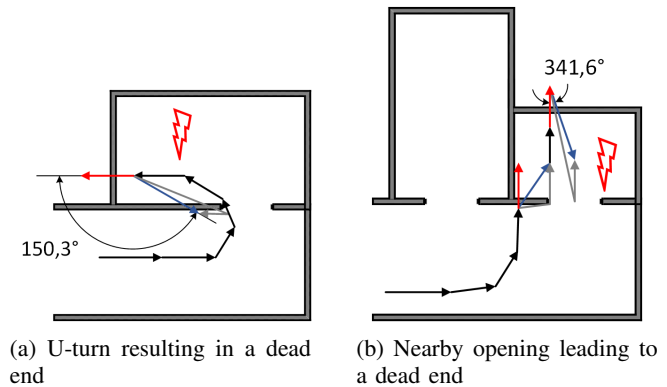 341,6°
150,3°
(a) U-turn resulting in a dead
end
(b) Nearby opening leading to
a dead end